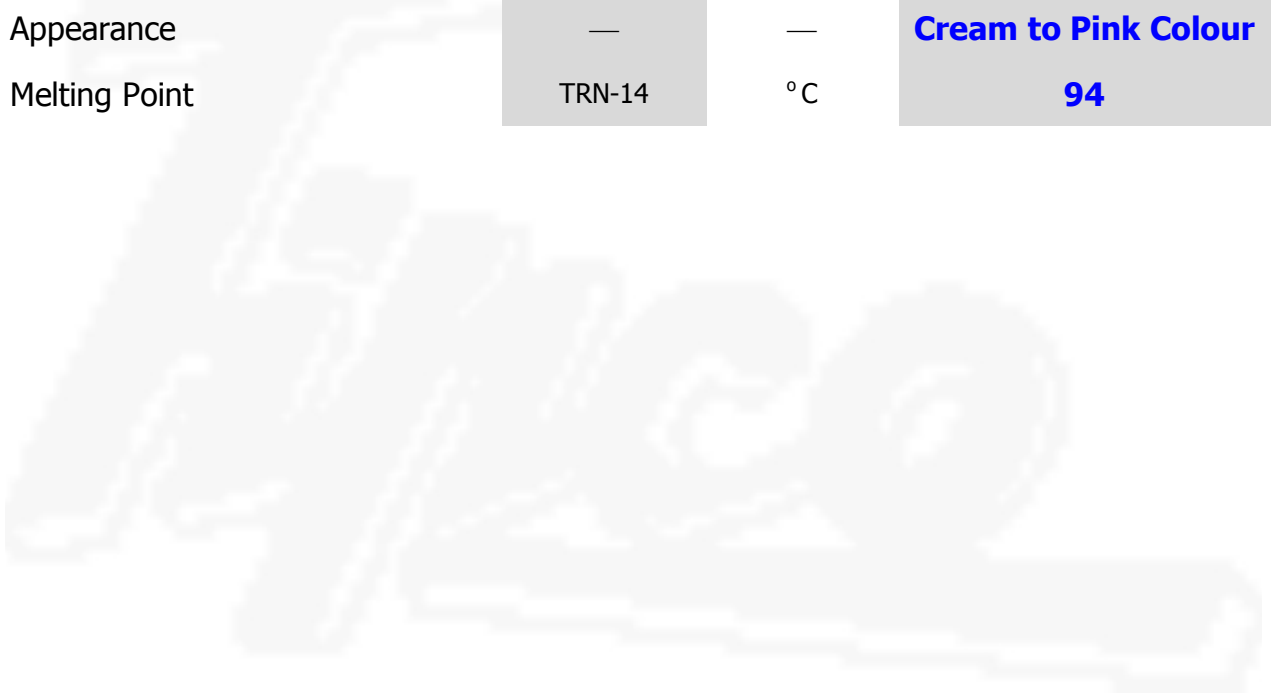 Appearance — — Cream to Pink Colour
Melting Point TRN-14 °C 94